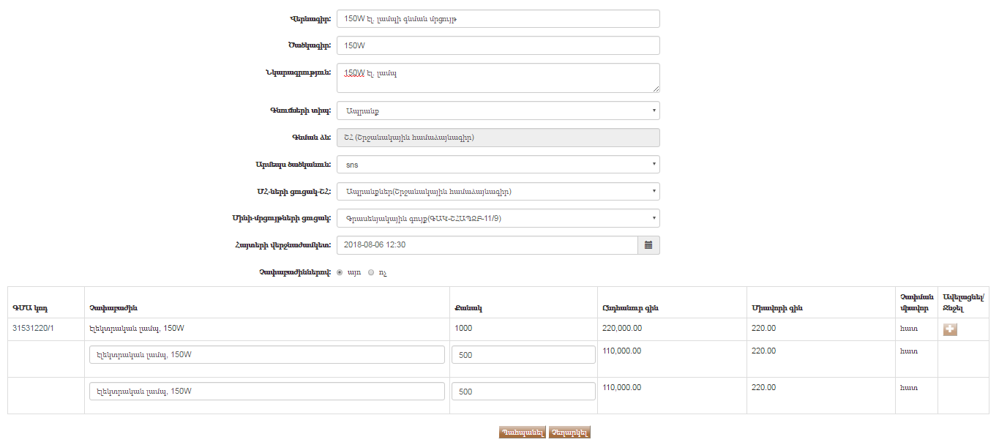 Վերնագիր: 150W էլ. լամպի գնման մրցույթ
Ծածկագիր: 150W
Նկարագրություն: 150W էլ. լամպ
Գնումների տիպ: Ապրանք
Գնման ձև: ՇՀ (Շրջանակային համաձայնագիր)
Արմեպս ծածկանուն: sns
ՄՀ-ների ցուցակ-ՇՀ: Ապրանքներ(Շրջանակային համաձայնագիր)
Մինի-մրցույթների ցուցակ: Գրասենյակային գույք(ԳԱԿ-ՇՀԱՊՁԲ-11/9)
Հայտերի վերջնաժամկետ: 2018-08-06 12:30
Չափաբաժիններով: այո ոչ
ԳՄԱ կոդ Չափաբաժին Քանակ Ընդհանուր գին Միավորի գին Չափման միավոր Ավելացնել/Ջնջել
31531220/1 Էլեկտրական լամպ, 150W 1000 220,000.00 220.00 հատ
Էլեկտրական լամպ, 150W 500 110,000.00 220.00 հատ
Էլեկտրական լամպ, 150W 500 110,000.00 220.00 հատ
Պահպանել Չեղարկել